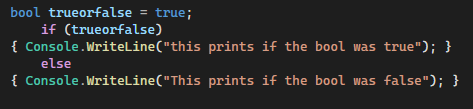 bool trueorfalse = true;
if (trueorfalse)
{ Console.WriteLine("this prints if the bool was true"); }
else
{ Console.WriteLine("This prints if the bool was false"); }